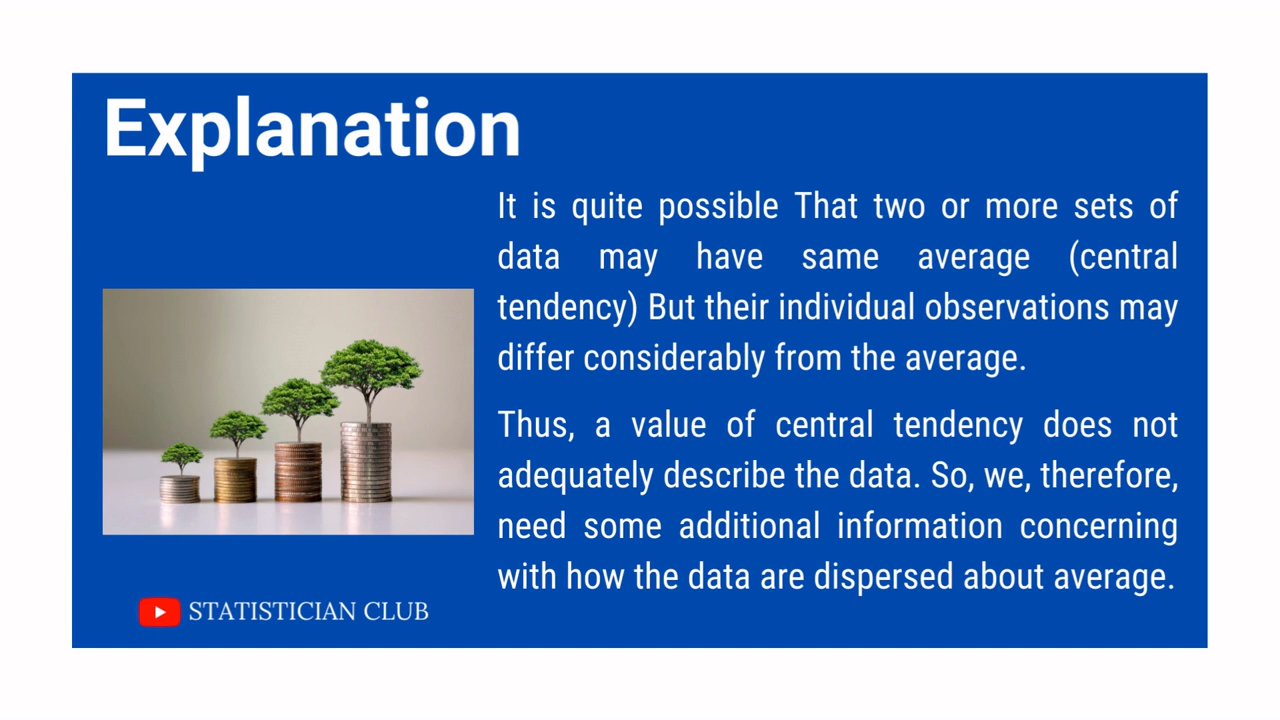 Explanation
It is quite possible That two or more sets of
data may have same average (central
tendency) But their individual observations may
differ considerably from the average.
Thus, a value of central tendency does not
adequately describe the data. So, we, therefore,
need some additional information concerning
with how the data are dispersed about average.
STATISTICIAN CLUB